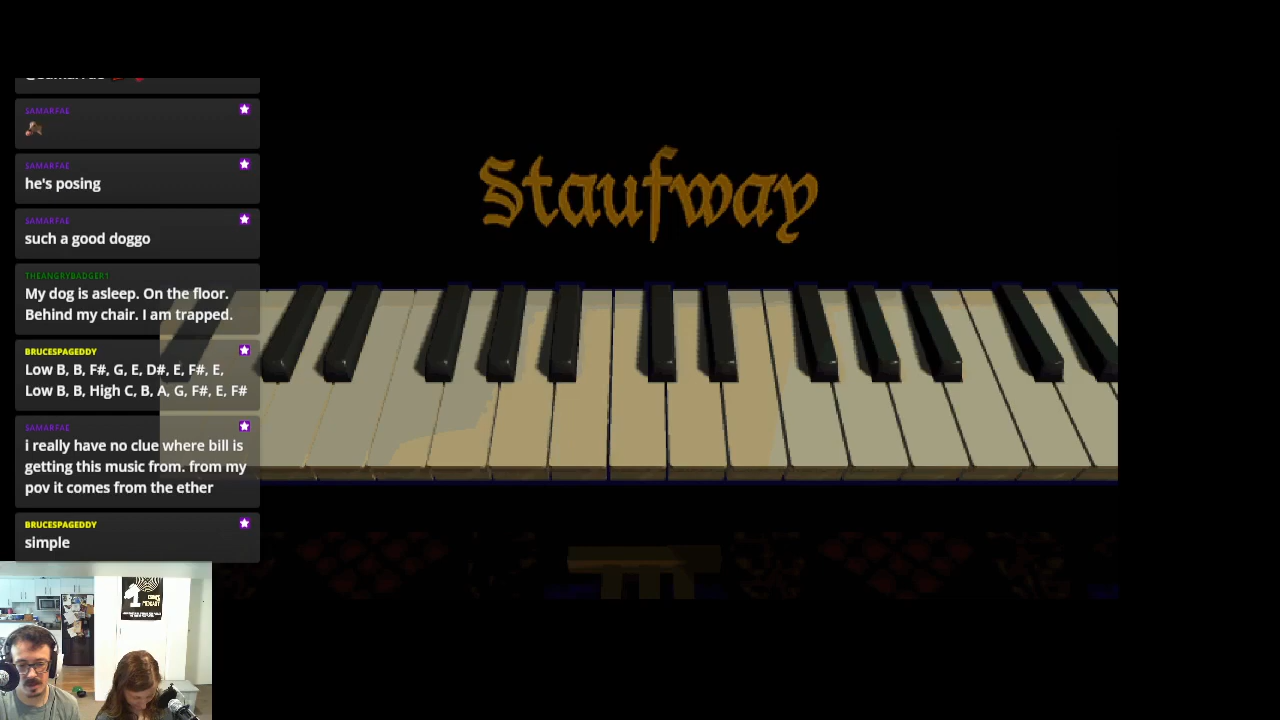 SAMARFAE
SAMARFAE
he's posing
SAMARFAE
such a good doggo
THEANGRYBADGER1
My dog is asleep. On the floor.
Behind my chair. I am trapped.
BRUCESPAGEDDY
Low B, B, F#, G, E, D#, E, F#, E,
Low B, B, High C, B, A, G, F#, E, F#
SAMARFAE
i really have no clue where bill is
getting this music from. from my
pov it comes from the ether
BRUCESPAGEDDY
simple
Staufway